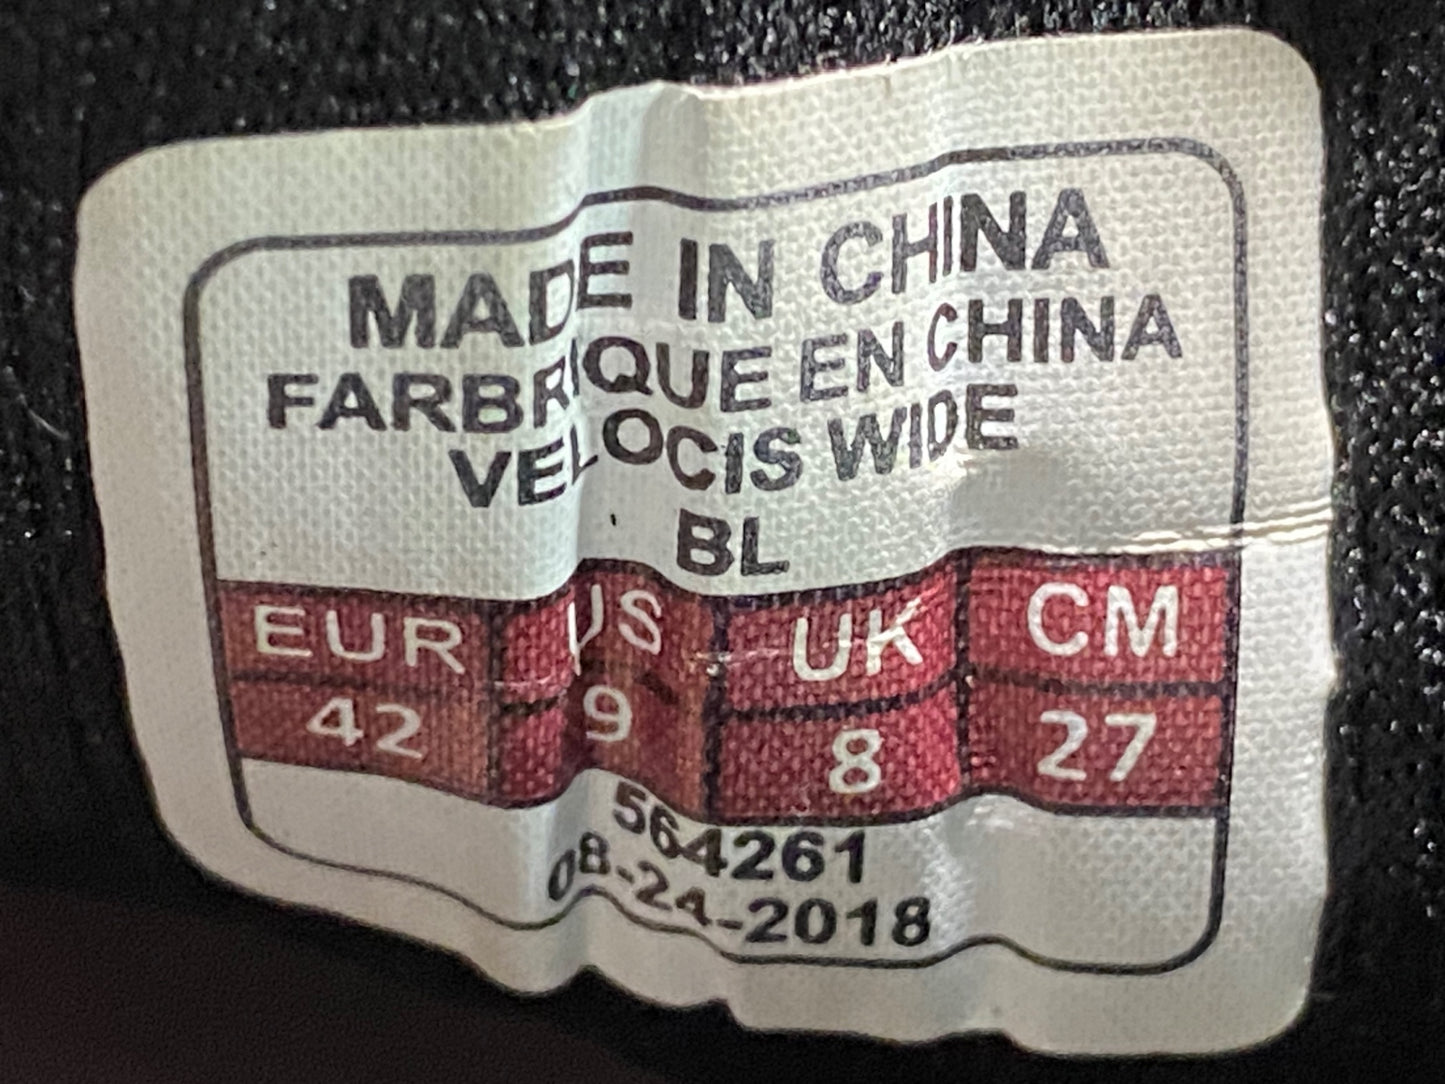 MADE IN CHINA
FARBRIQUE EN CHINA
VELOCIS WIDE
BL
EUR US UK CM
42 9 8 27
564261
08-24-2018